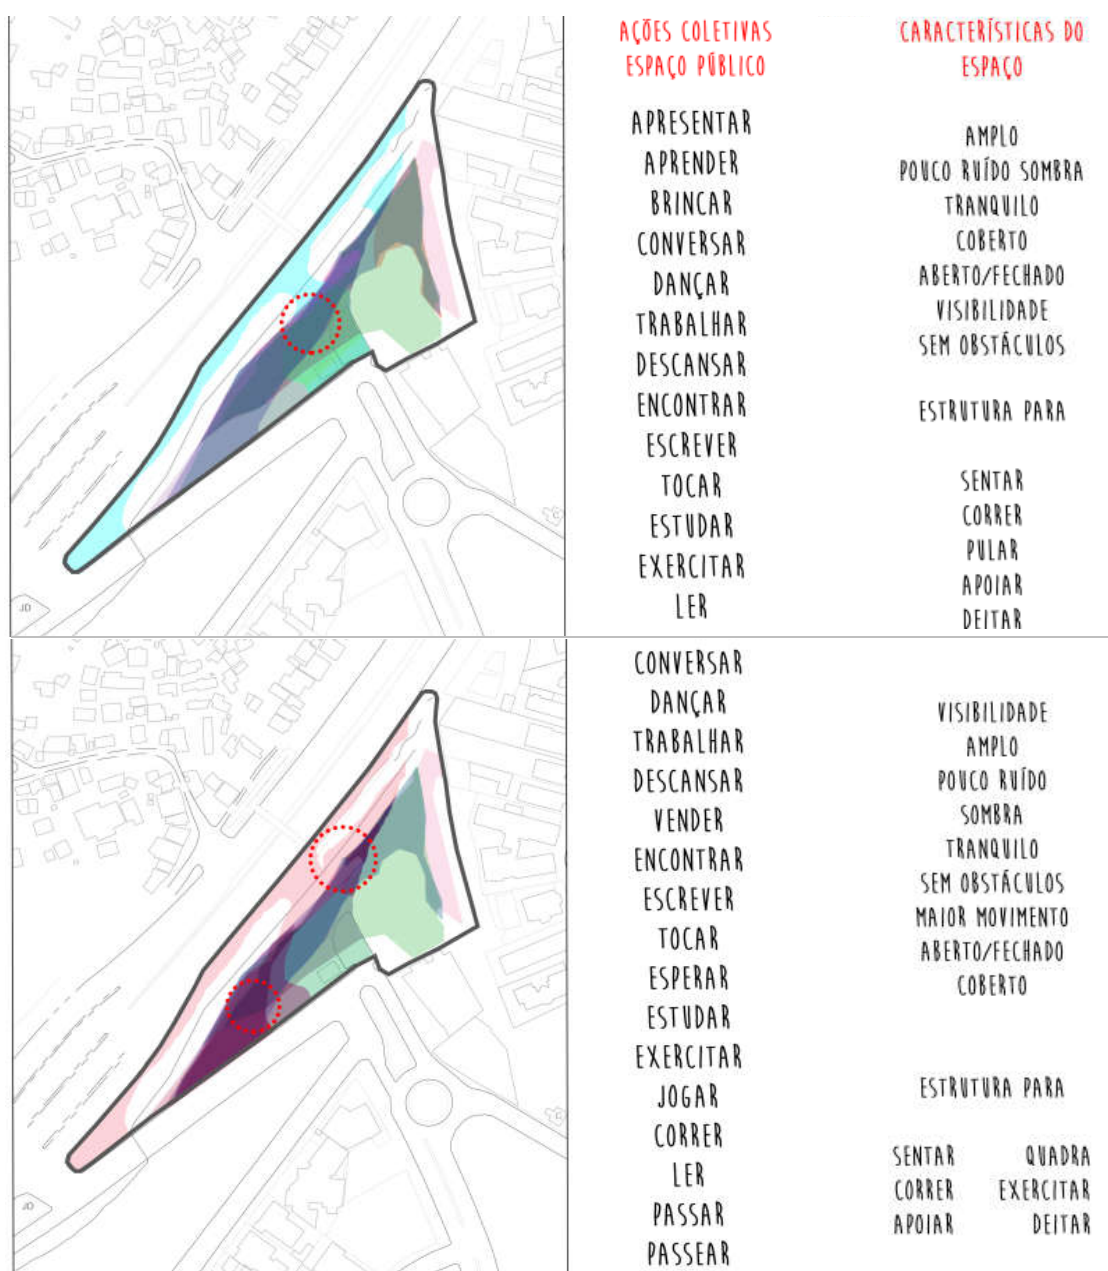 AÇÕES COLETIVAS
ESPAÇO PÚBLICO
APRESENTAR
APRENDER
BRINCAR
CONVERSAR
DANÇAR
TRABALHAR
DESCANSAR
ENCONTRAR
ESCREVER
TOCAR
ESTUDAR
EXERCITAR
LER
CARACTERÍSTICAS DO
ESPAÇO
AMPLO
POUCO RUÍDO SOMBRA
TRANQUILO
COBERTO
ABERTO/FECHADO
VISIBILIDADE
SEM OBSTÁCULOS
ESTRUTURA PARA
SENTAR
CORRER
PULAR
APOIAR
DEITAR
CONVERSAR
DANÇAR
TRABALHAR
DESCANSAR
VENDER
ENCONTRAR
ESCREVER
TOCAR
ESPERAR
ESTUDAR
EXERCITAR
JOGAR
CORRER
LER
PASSAR
PASSEAR
VISIBILIDADE
AMPLO
POUCO RUÍDO
SOMBRA
TRANQUILO
SEM OBSTÁCULOS
MAIOR MOVIMENTO
ABERTO/FECHADO
COBERTO
ESTRUTURA PARA
SENTAR QUADRA
CORRER EXERCITAR
APOIAR DEITAR